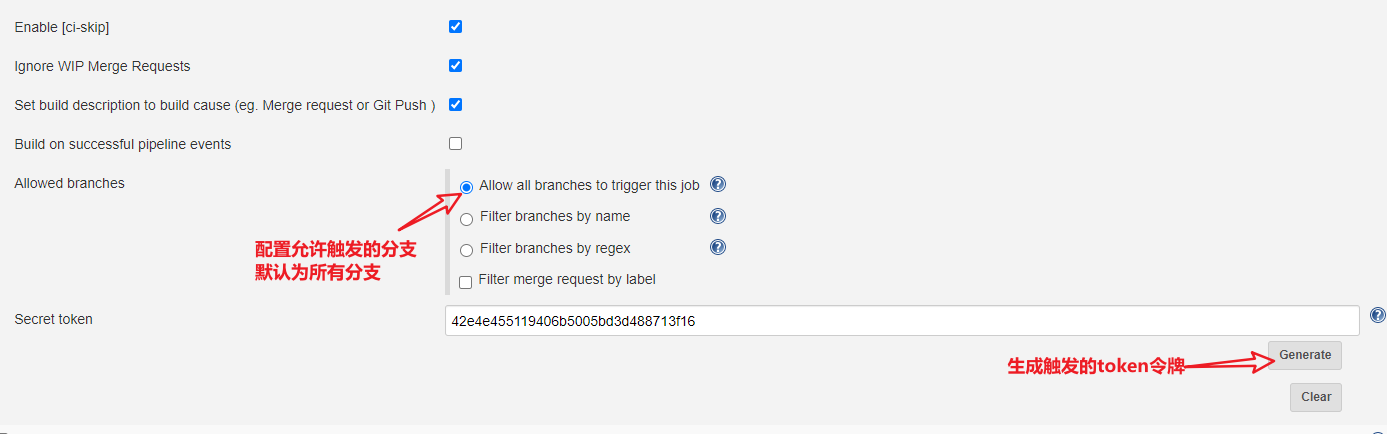 Enable [ci-skip]
Ignore WIP Merge Requests
Set build description to build cause (eg. Merge request or Git Push )
Build on successful pipeline events
Allowed branches
Allow all branches to trigger this job
Filter branches by name
配置允许触发的分支
默认为所有分支
Filter branches by regex
Filter merge request by label
Secret token
42e4e455119406b5005bd3d488713f16
生成触发的token令牌
Generate
Clear